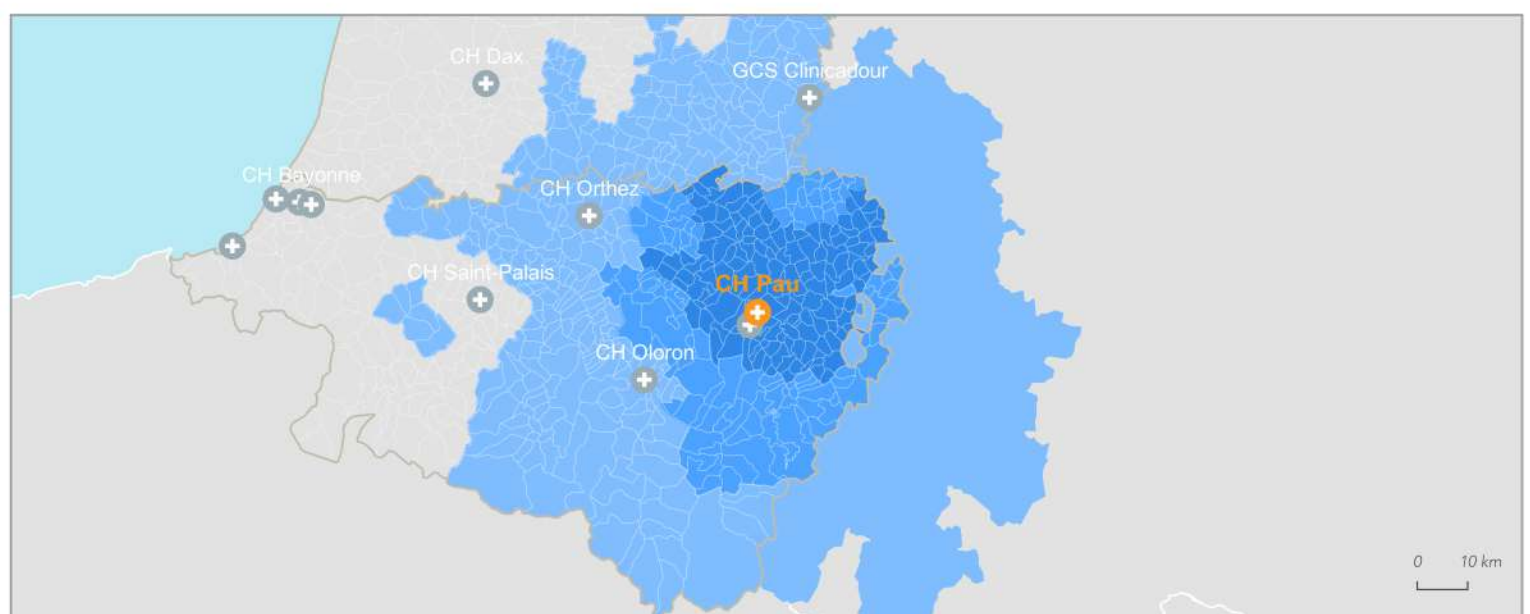 CH Dax
GCS Clinicadour
CH Bayonne
CH Orthez
CH Saint-Palais
CH Pau
CH Oloron
0 10 km